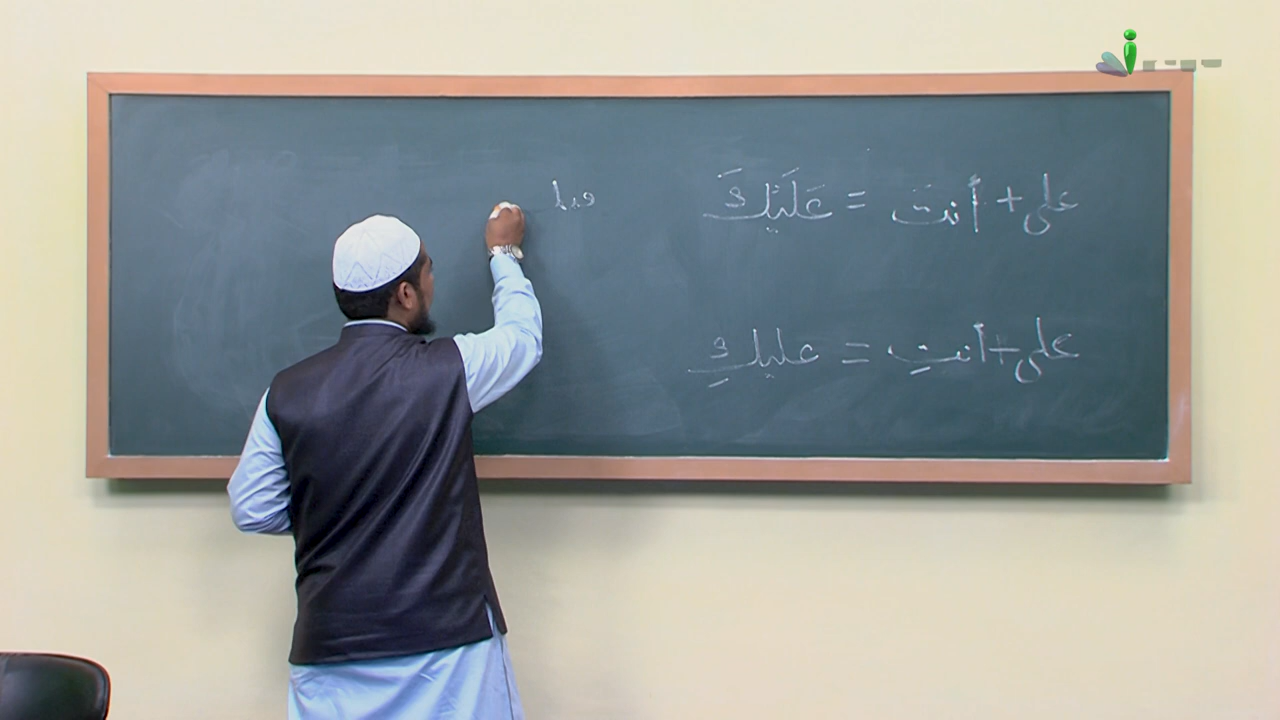 على + أنتَ = عَلَيْكَ
على + أنتِ = عليكِ